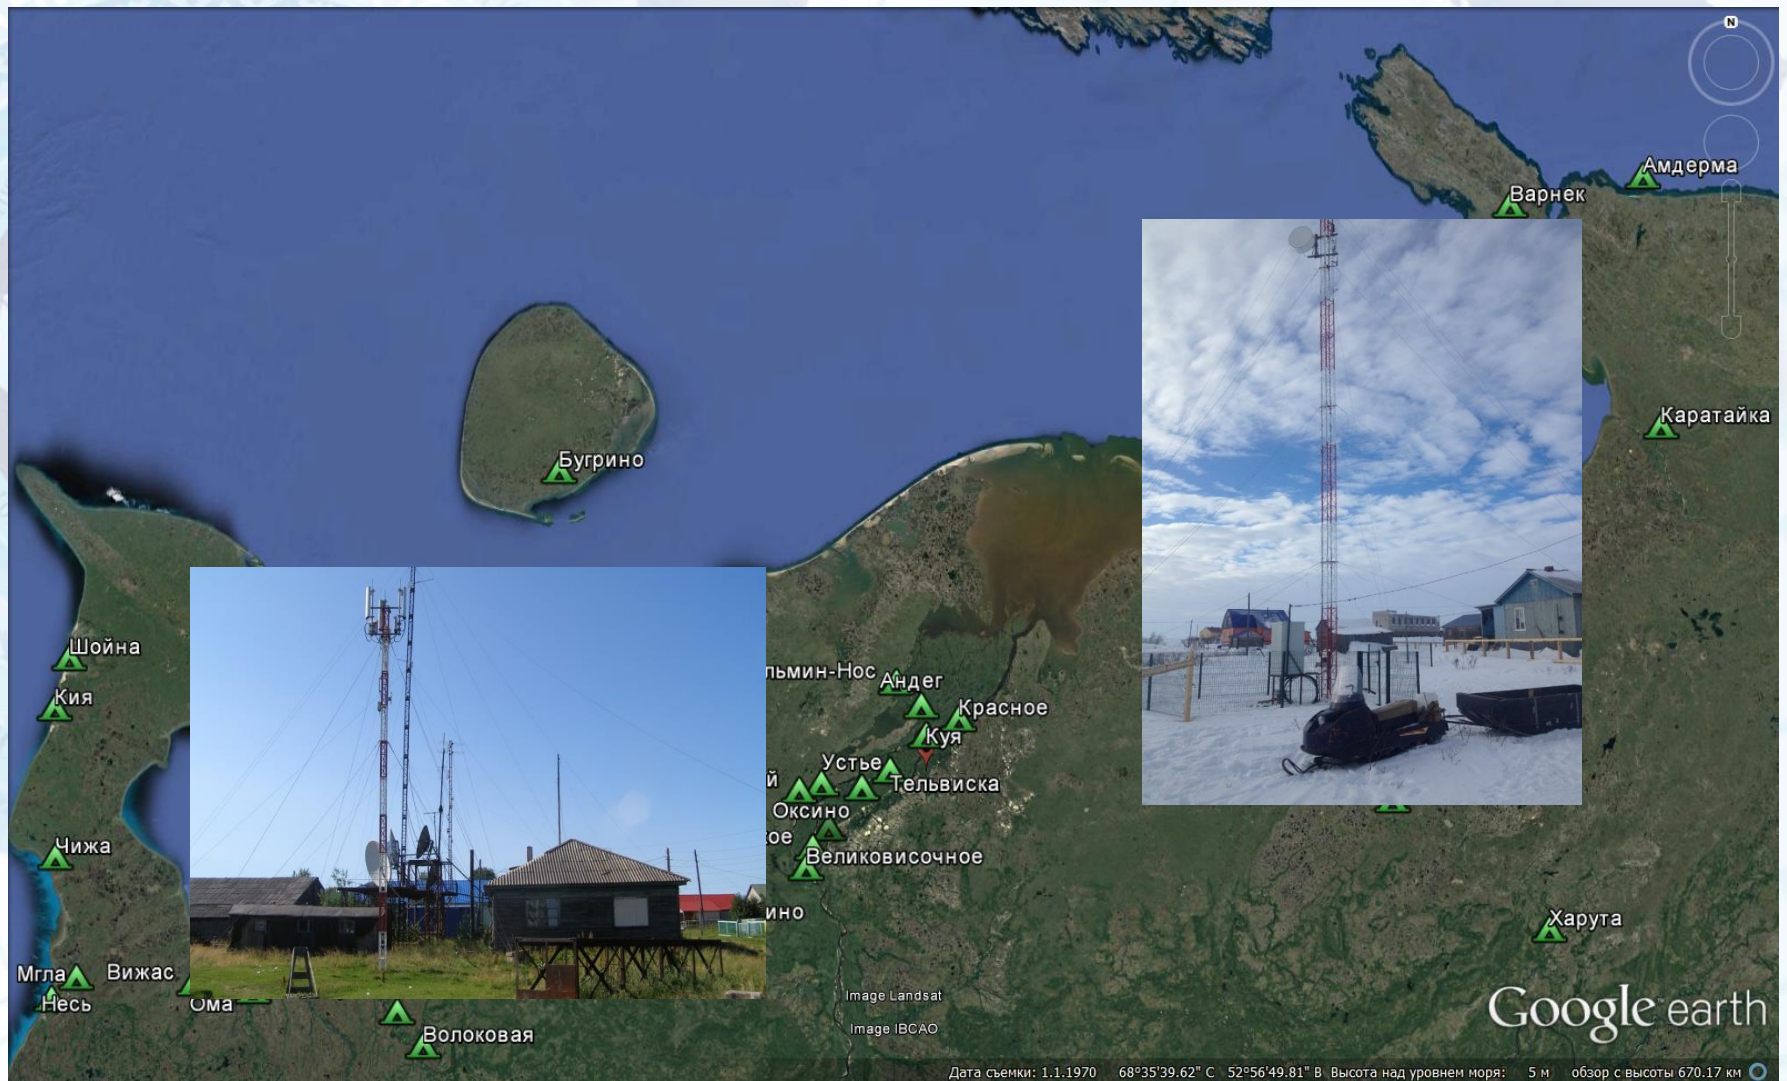 N
Амдерма
Варнек
Каратайка
Бугрино
Шойна
Кия
льмин-Нос
Андег
Красное
Куя
Устье
й
Тельвиска
Оксино
кое
Чижа
Великовисочное
ино
Харута
Мгла
Вижас
Несь
Ома
Волоковая
Image Landsat
Image IBCAO
Google earth
Дата съемки: 1.1.1970 68°35'39.62" С 52°56'49.81" В Высота над уровнем моря: 5 м обзор с высоты 670.17 км